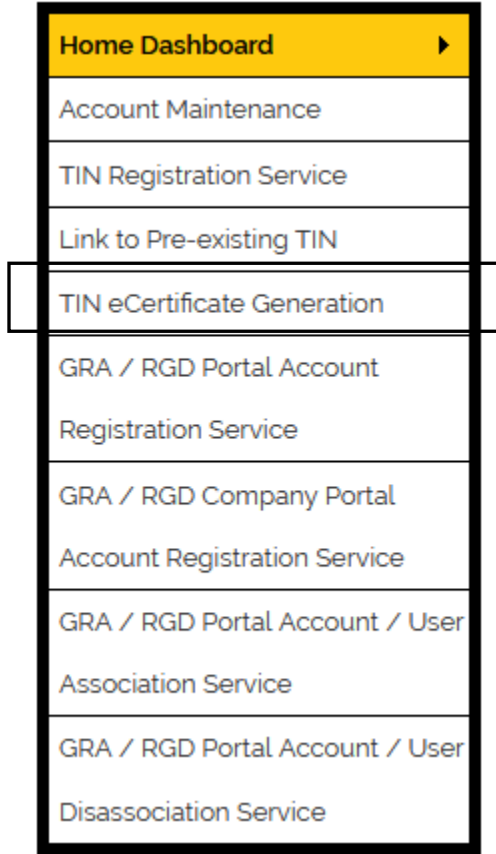 Home Dashboard
Account Maintenance
TIN Registration Service
Link to Pre-existing TIN
TIN eCertificate Generation
GRA / RGD Portal Account
Registration Service
GRA / RGD Company Portal
Account Registration Service
GRA / RGD Portal Account / User
Association Service
GRA / RGD Portal Account / User
Disassociation Service